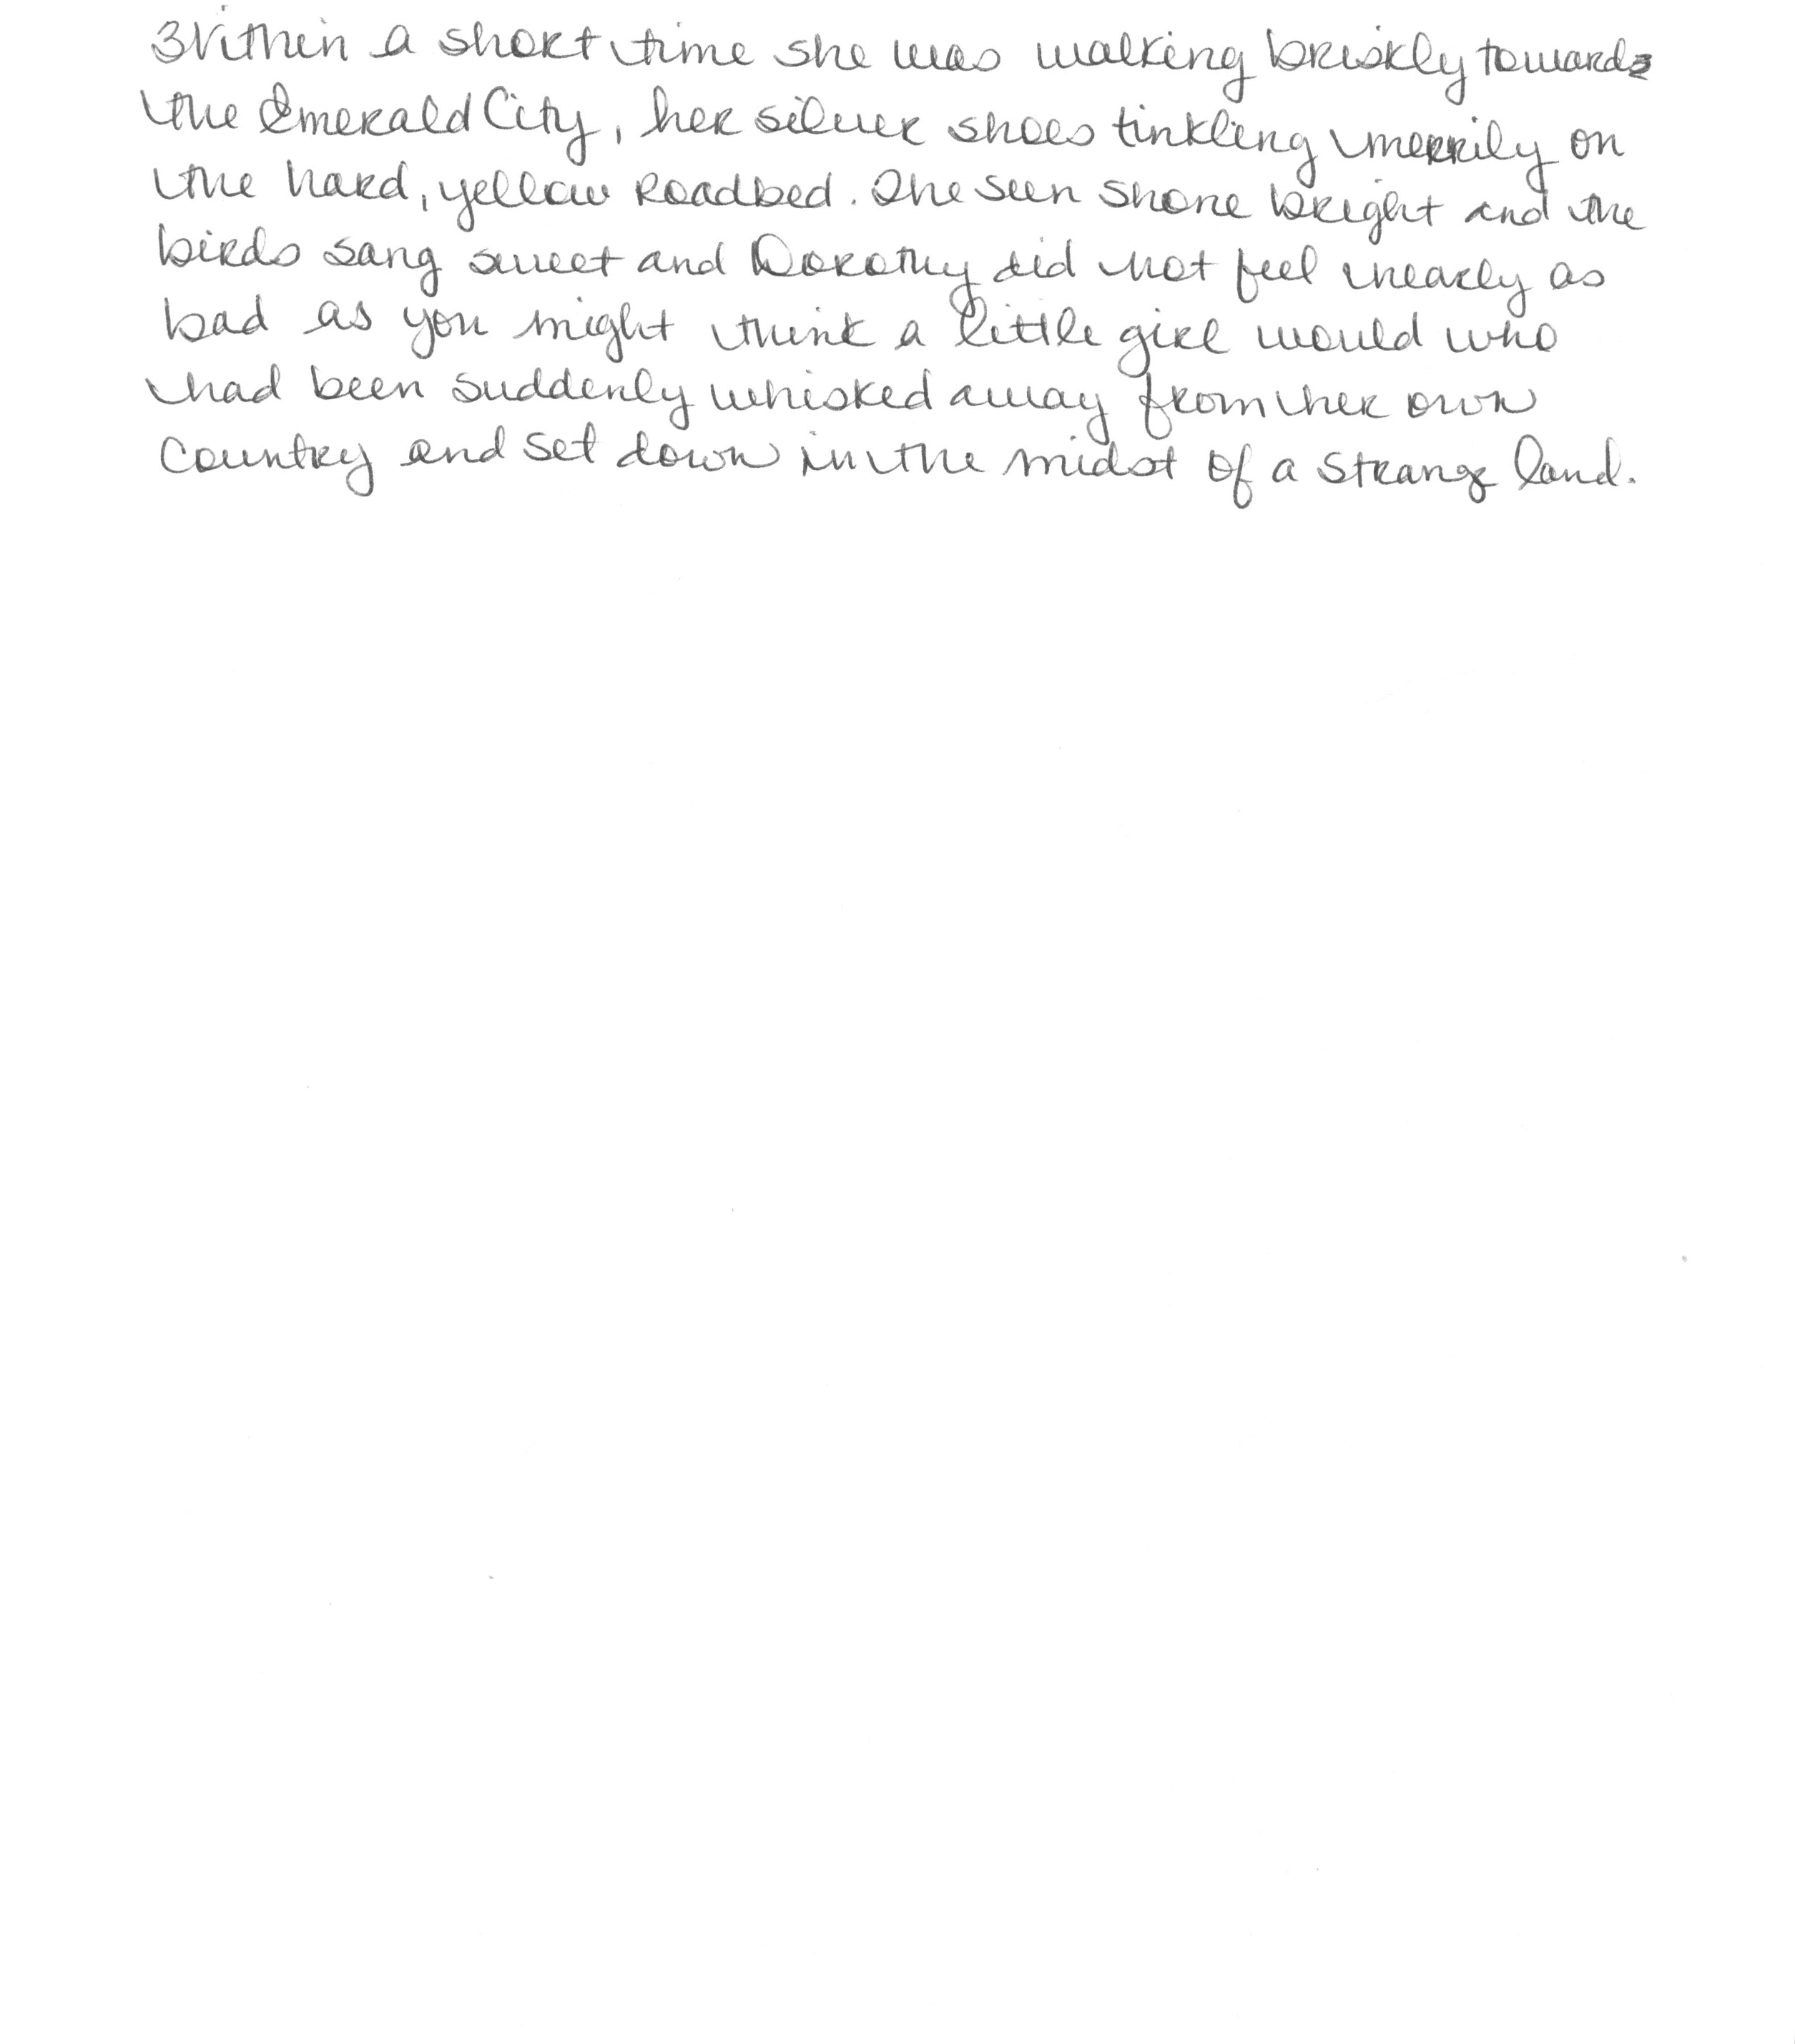 Within a short time she was walking briskly towards
the Emerald City, her silver shoes tinkling merrily on
the hard, yellow roadbed. The sun shone bright and the
birds sang sweet and Dorothy did not feel nearly as
bad as you might think a little girl would who
had been suddenly whisked away from her own
country and set down in the midst of a strange land.